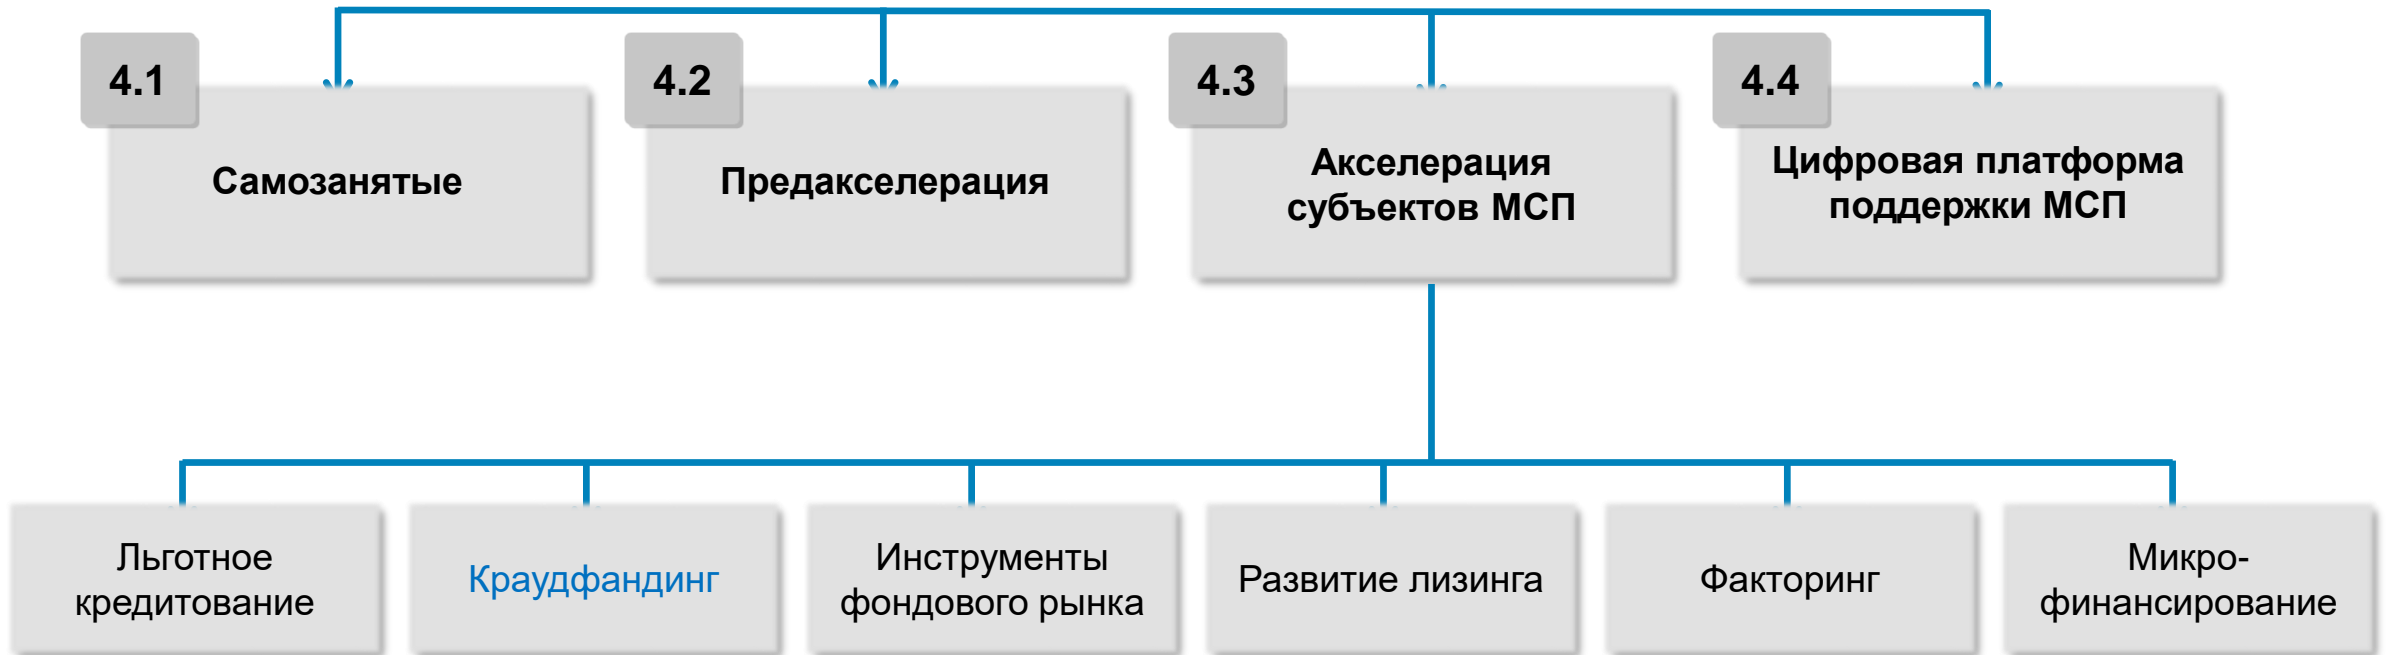 4.1
Самозанятые
4.2
Предакселерация
4.3
Акселерация
субъектов МСП
4.4
Цифровая платформа
поддержки МСП
Льготное
кредитование
Краудфандинг
Инструменты
фондового рынка
Развитие лизинга
Факторинг
Микро-
финансирование